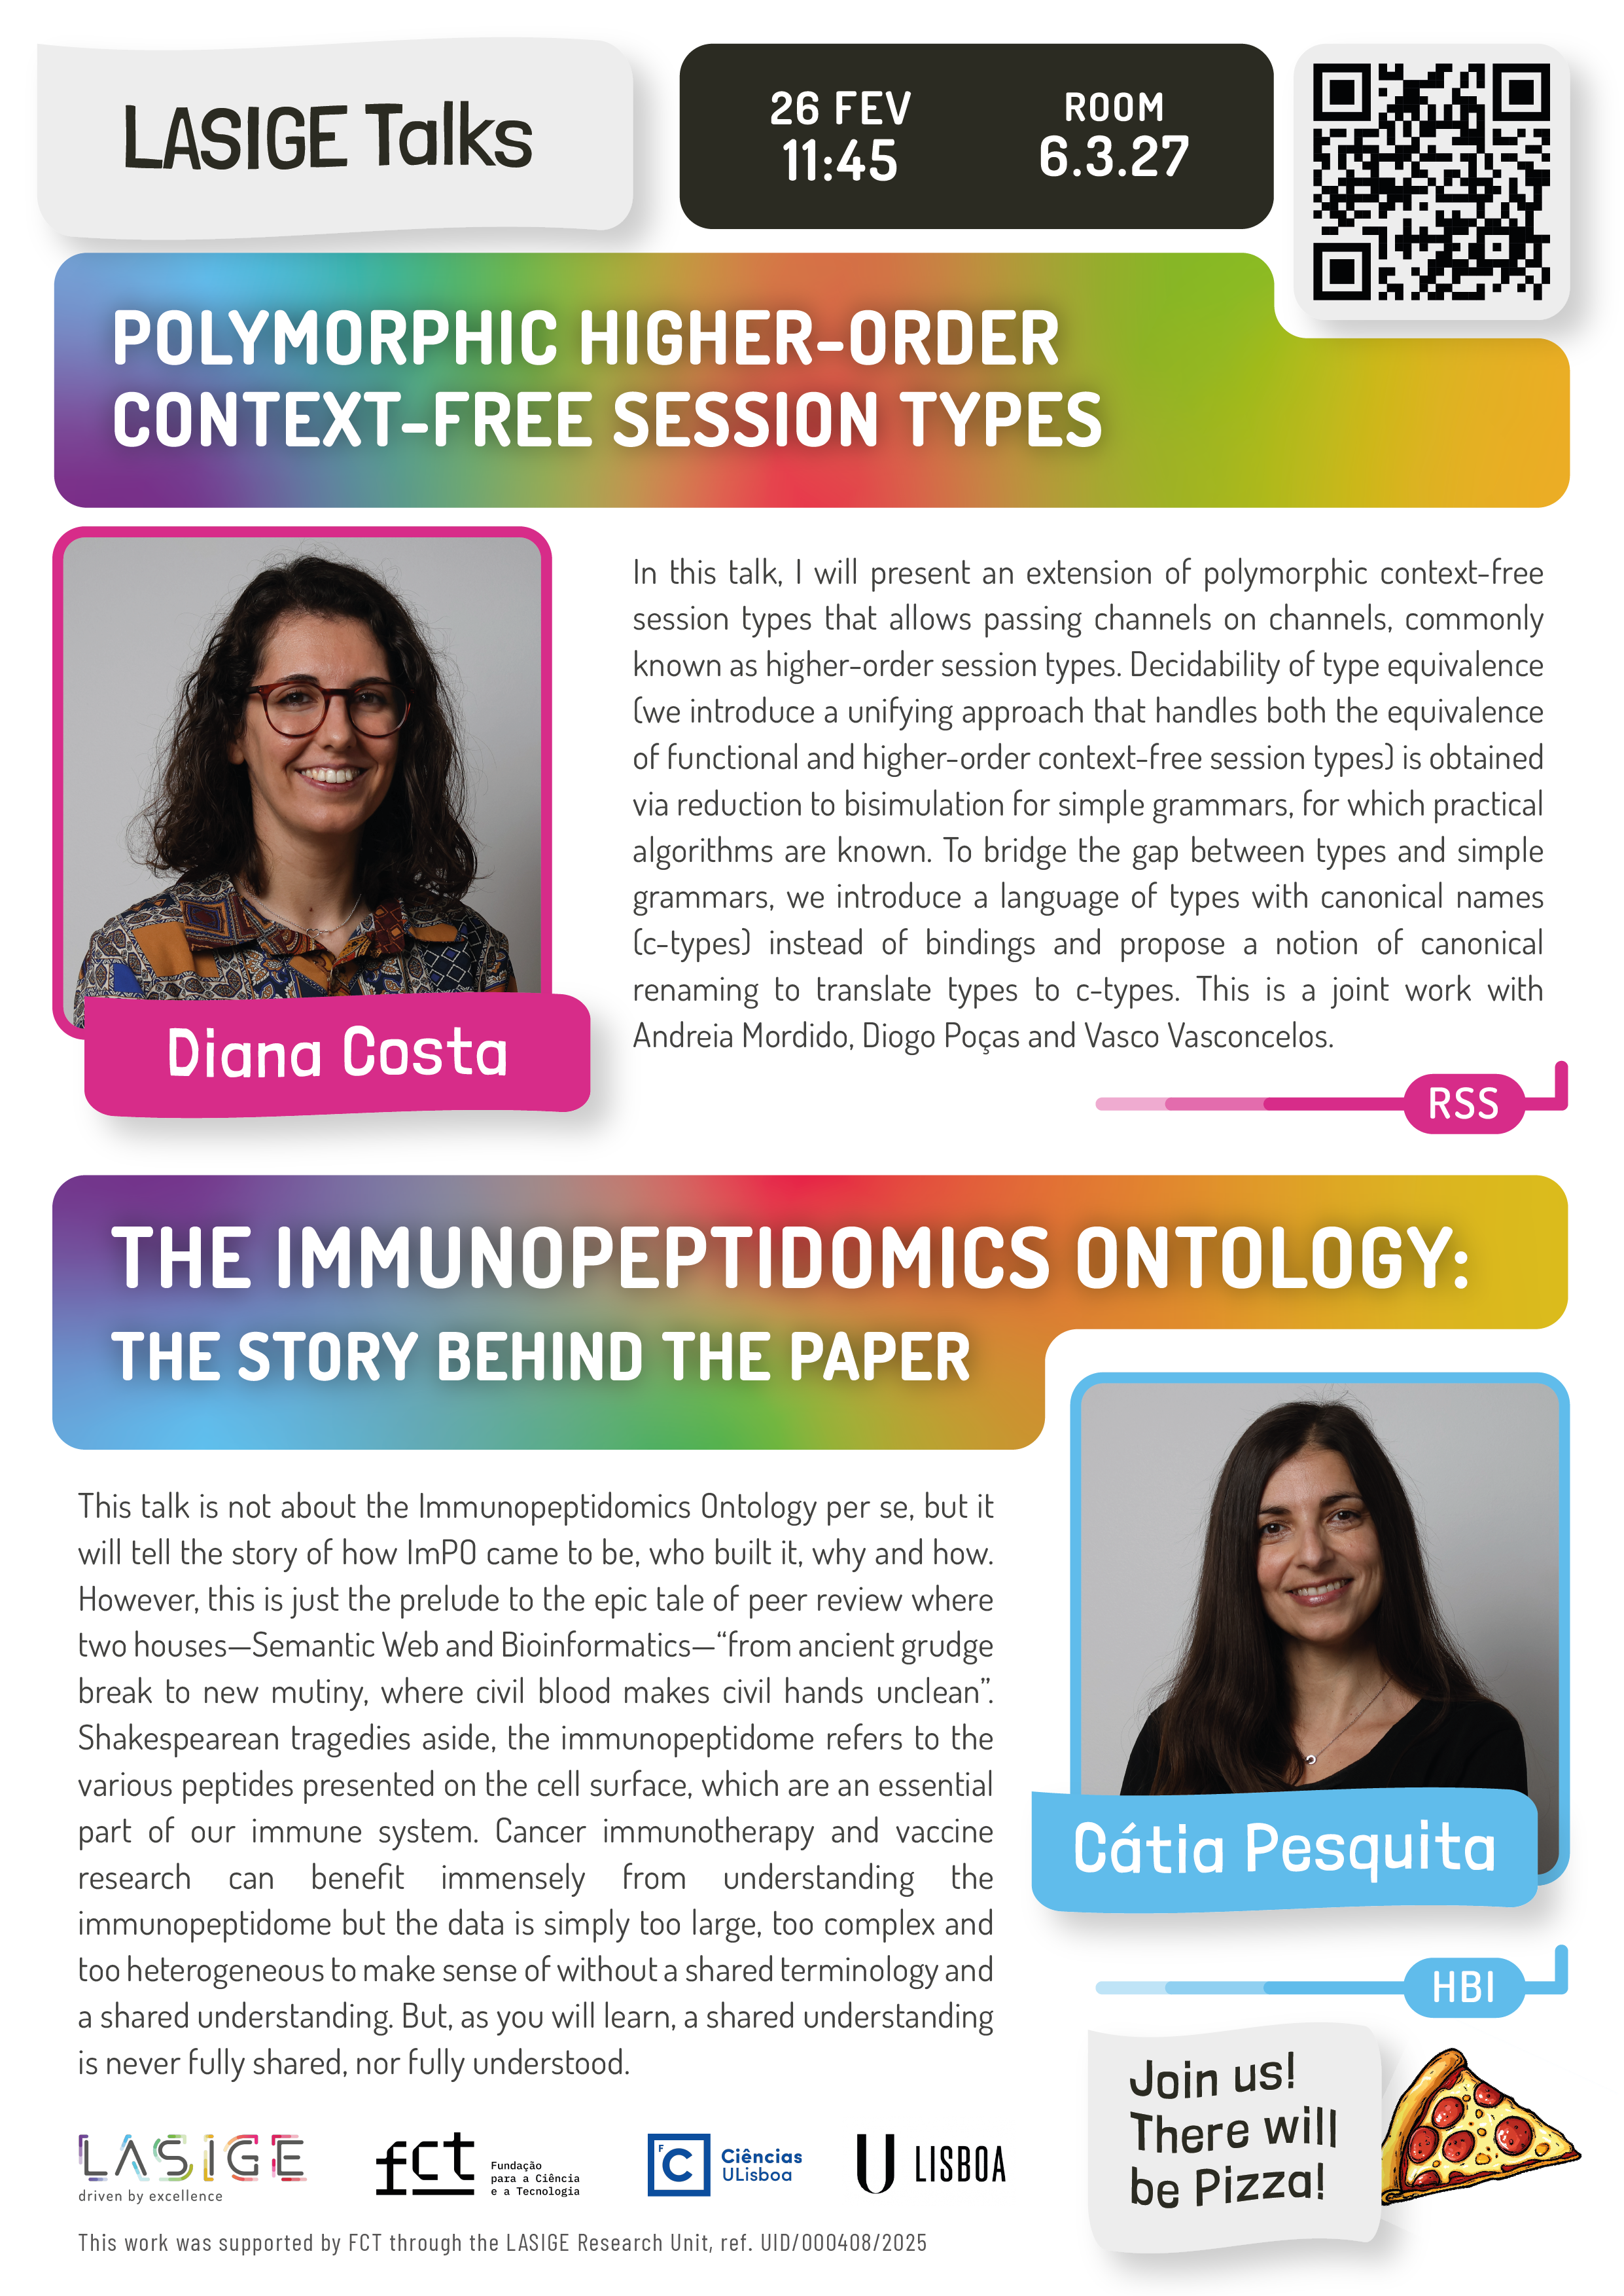 LASIGE Talks
26 FEV
11:45
ROOM
6.3.27
POLYMORPHIC HIGHER-ORDER
CONTEXT-FREE SESSION TYPES
In this talk, I will present an extension of polymorphic context-free
session types that allows passing channels on channels, commonly
known as higher-order session types. Decidability of type equivalence
(we introduce a unifying approach that handles both the equivalence
of functional and higher-order context-free session types) is obtained
via reduction to bisimulation for simple grammars, for which practical
algorithms are known. To bridge the gap between types and simple
grammars, we introduce a language of types with canonical names
(c-types) instead of bindings and propose a notion of canonical
renaming to translate types to c-types. This is a joint work with
Andreia Mordido, Diogo Poças and Vasco Vasconcelos.
Diana Costa
RSS
THE IMMUNOPEPTIDOMICS ONTOLOGY:
THE STORY BEHIND THE PAPER
This talk is not about the Immunopeptidomics Ontology per se, but it
will tell the story of how ImPO came to be, who built it, why and how.
However, this is just the prelude to the epic tale of peer review where
two houses—Semantic Web and Bioinformatics—“from ancient grudge
break to new mutiny, where civil blood makes civil hands unclean”.
Shakespearean tragedies aside, the immunopeptidome refers to the
various peptides presented on the cell surface, which are an essential
part of our immune system. Cancer immunotherapy and vaccine
research can benefit immensely from understanding the
immunopeptidome but the data is simply too large, too complex and
too heterogeneous to make sense of without a shared terminology and
a shared understanding. But, as you will learn, a shared understanding
is never fully shared, nor fully understood.
Cátia Pesquita
HBI
Join us!
There will
be Pizza!
LASIGE
driven by excellence
fct
Fundação
para a Ciência
e a Tecnologia
F
C
Ciências
ULisboa
U LISBOA
This work was supported by FCT through the LASIGE Research Unit, ref. UID/000408/2025